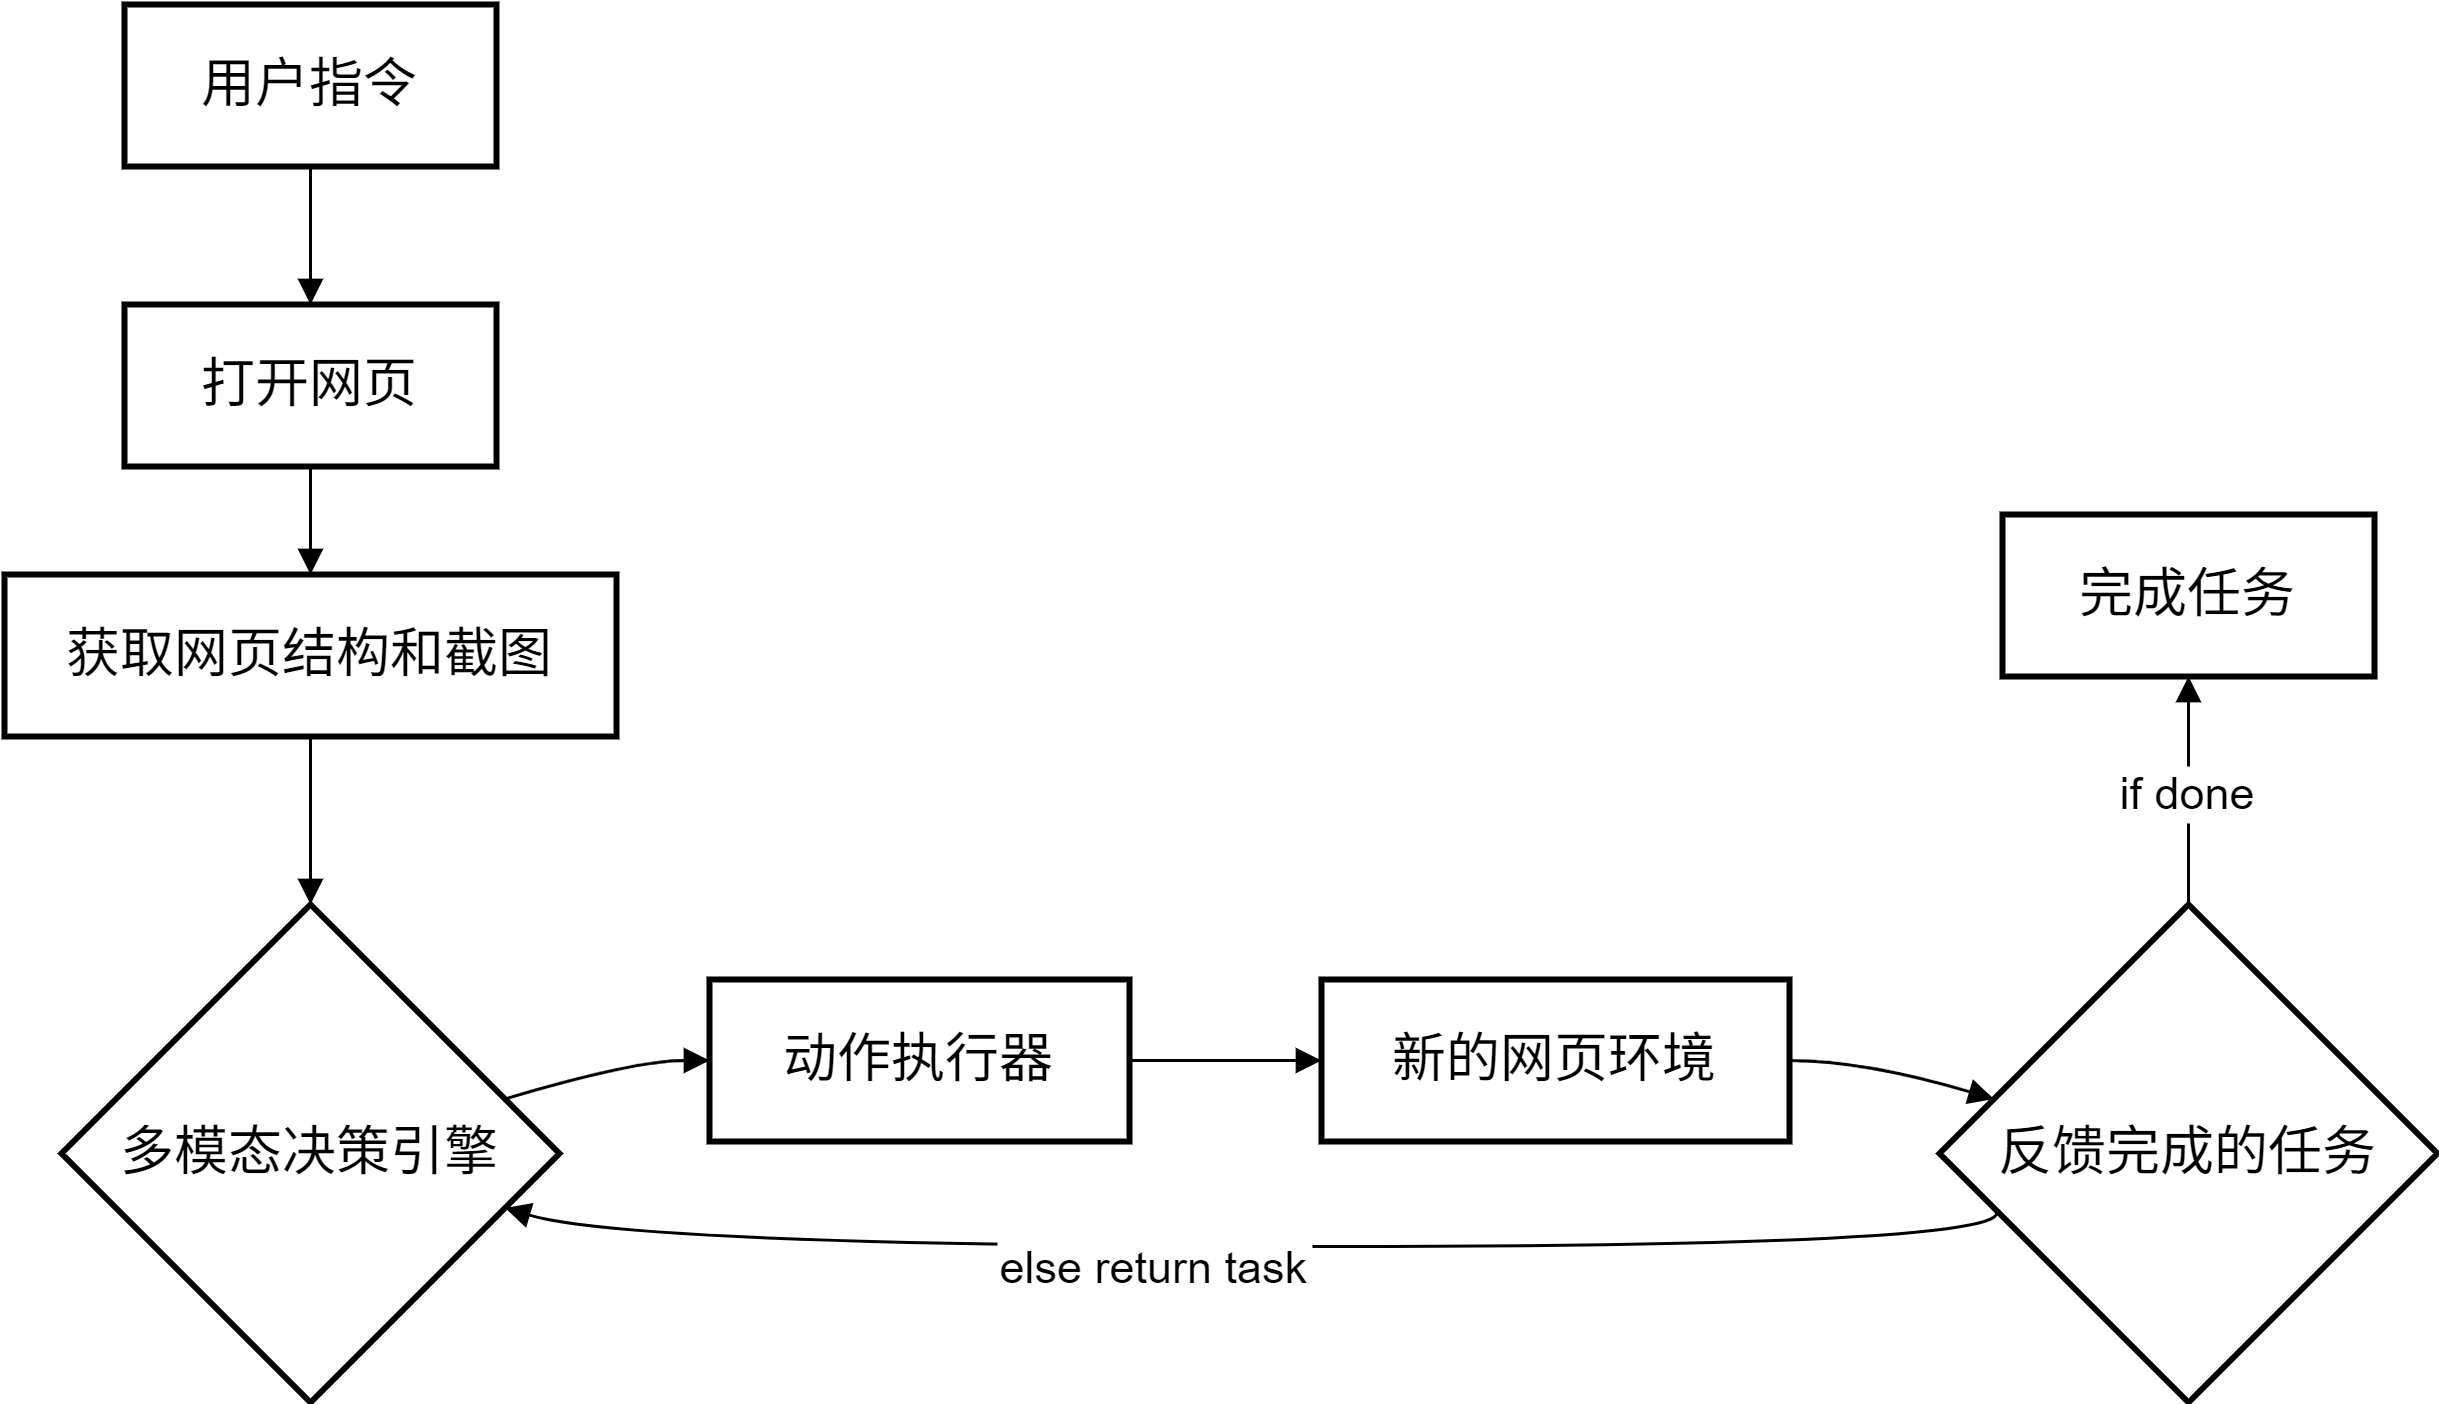 用户指令
打开网页
获取网页结构和截图
多模态决策引擎
动作执行器
新的网页环境
反馈完成的任务
if done
完成任务
else return task